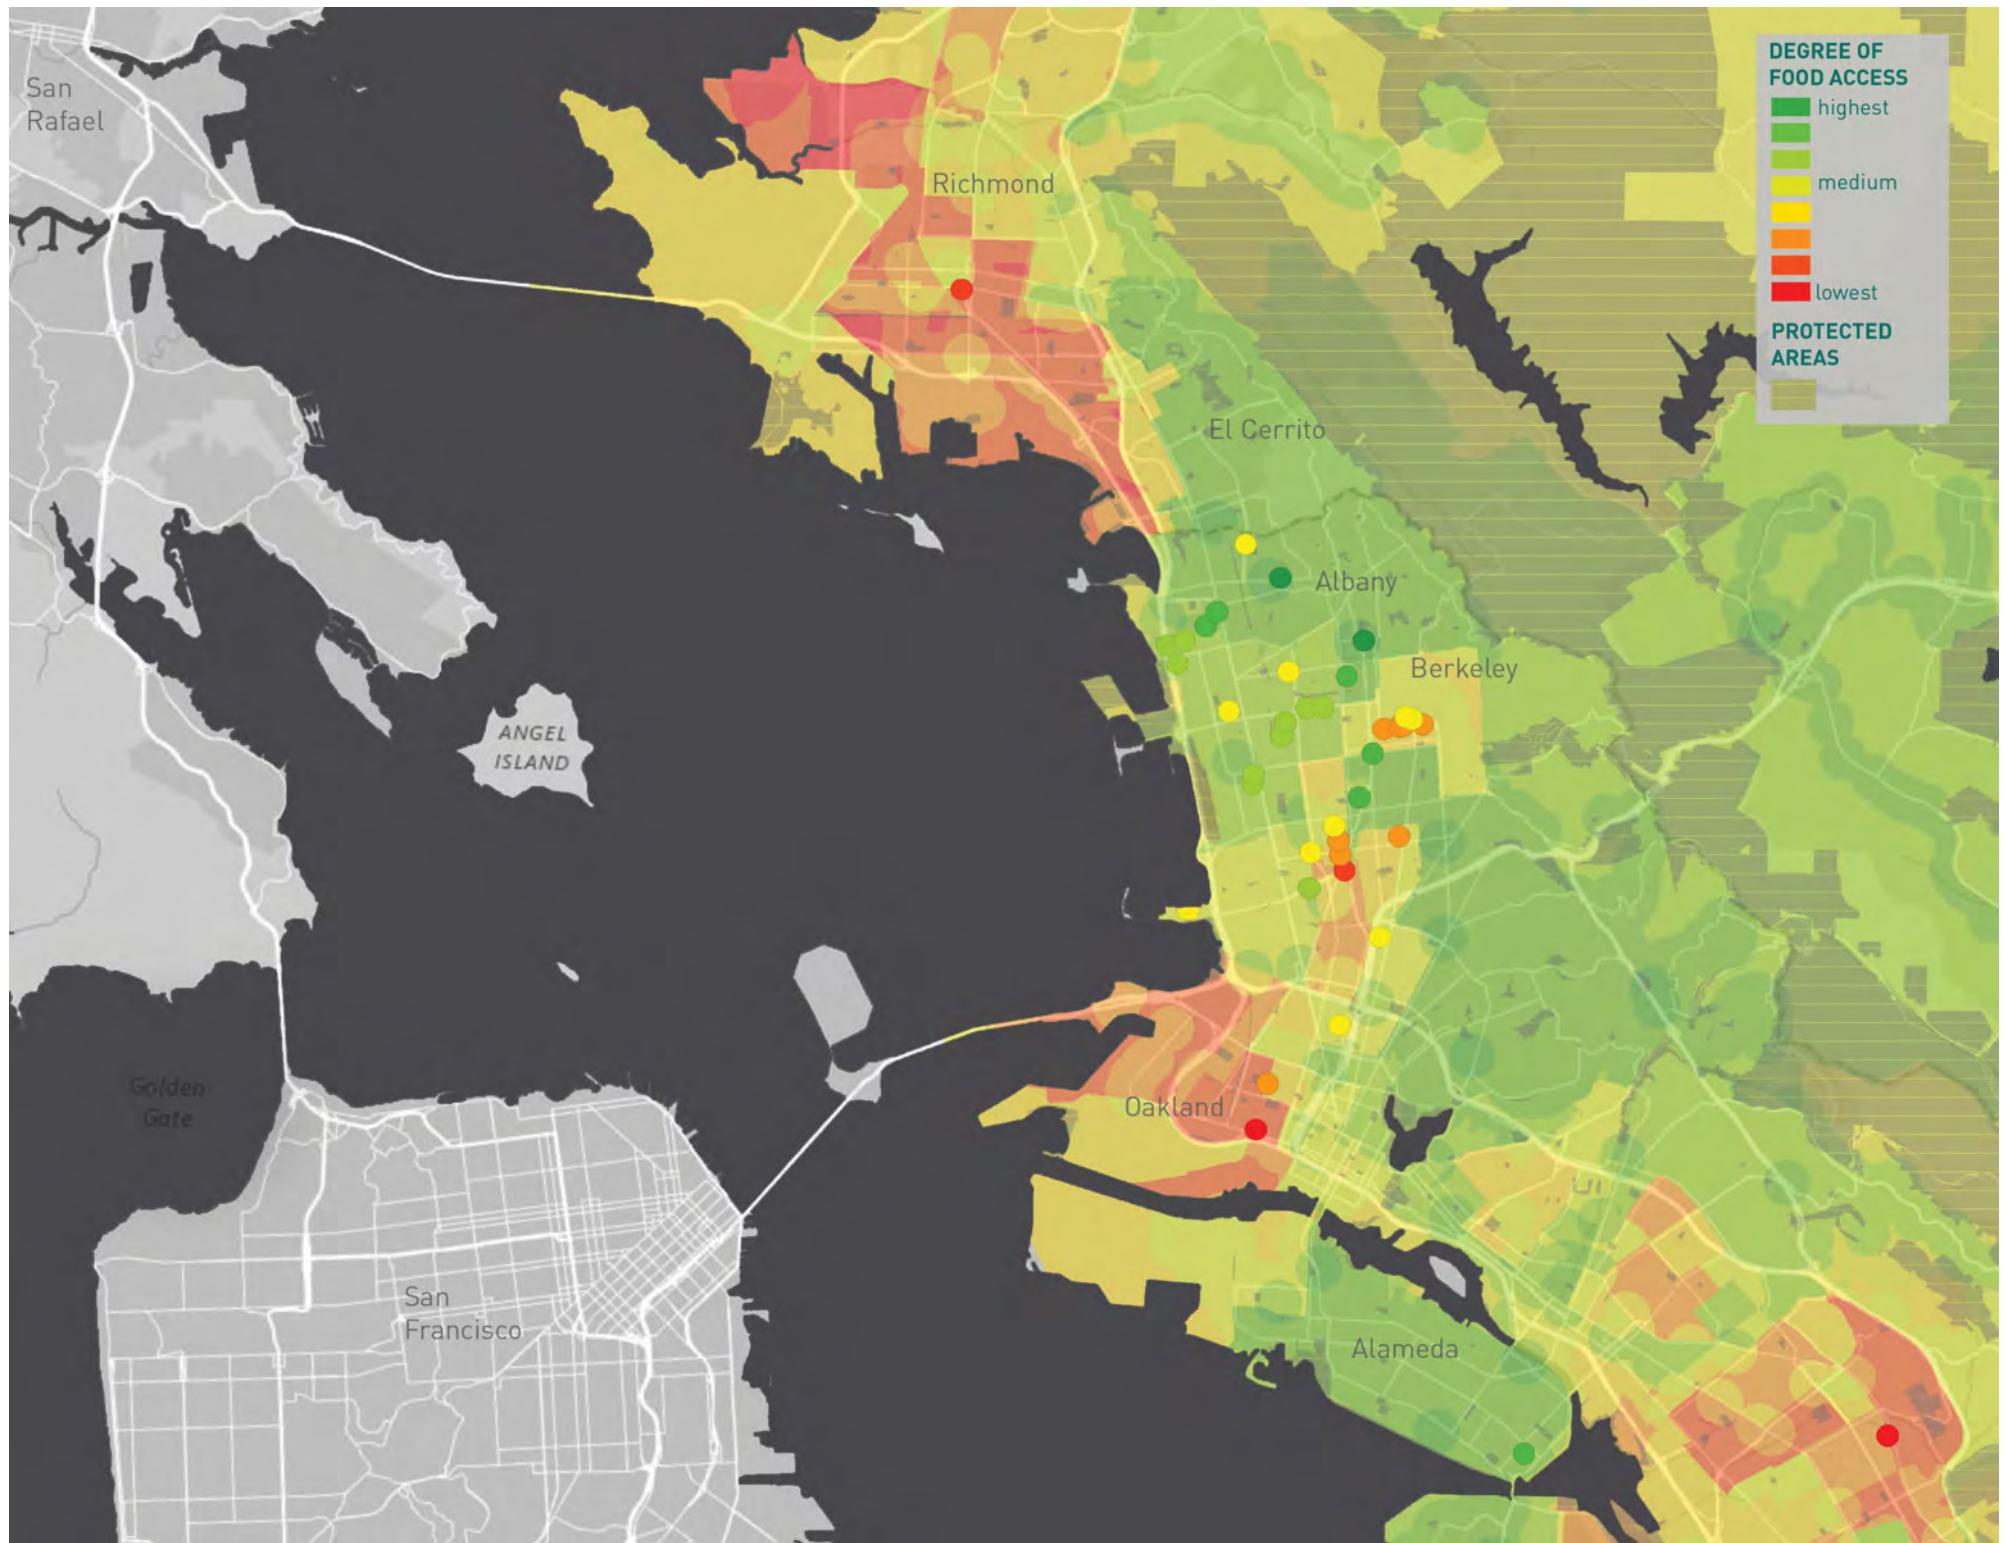 San
Rafael
Richmond
DEGREE OF
FOOD ACCESS
highest
medium
lowest
PROTECTED
AREAS
El Cerrito
Albany
Berkeley
ANGEL
ISLAND
Golden
Gate
Oakland
San
Francisco
Alameda